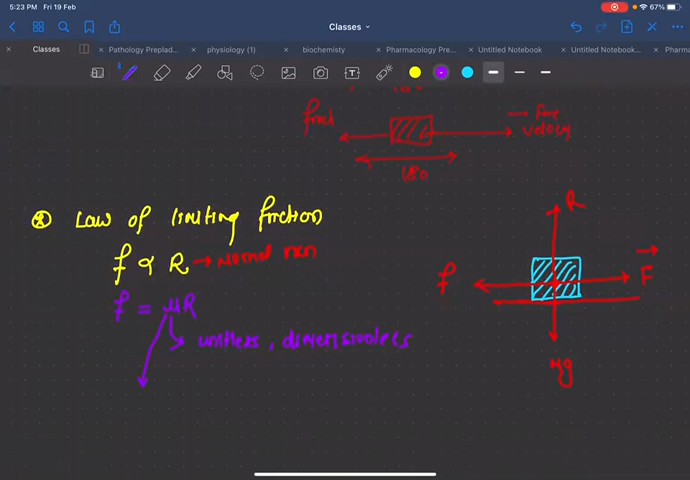 5:23 PM Fri 19 Feb
67%
Classes
Classes
Pathology Preplad...
physiology (1)
biochemisty
Pharmacology Pre...
Untitled Notebook
Untitled Notebook...
Pharma
frict
force
velocity
180
Law of limiting friction
f ∝ R → Normal rxn
f = μR
unitless, dimensionless
R
f
F
Mg